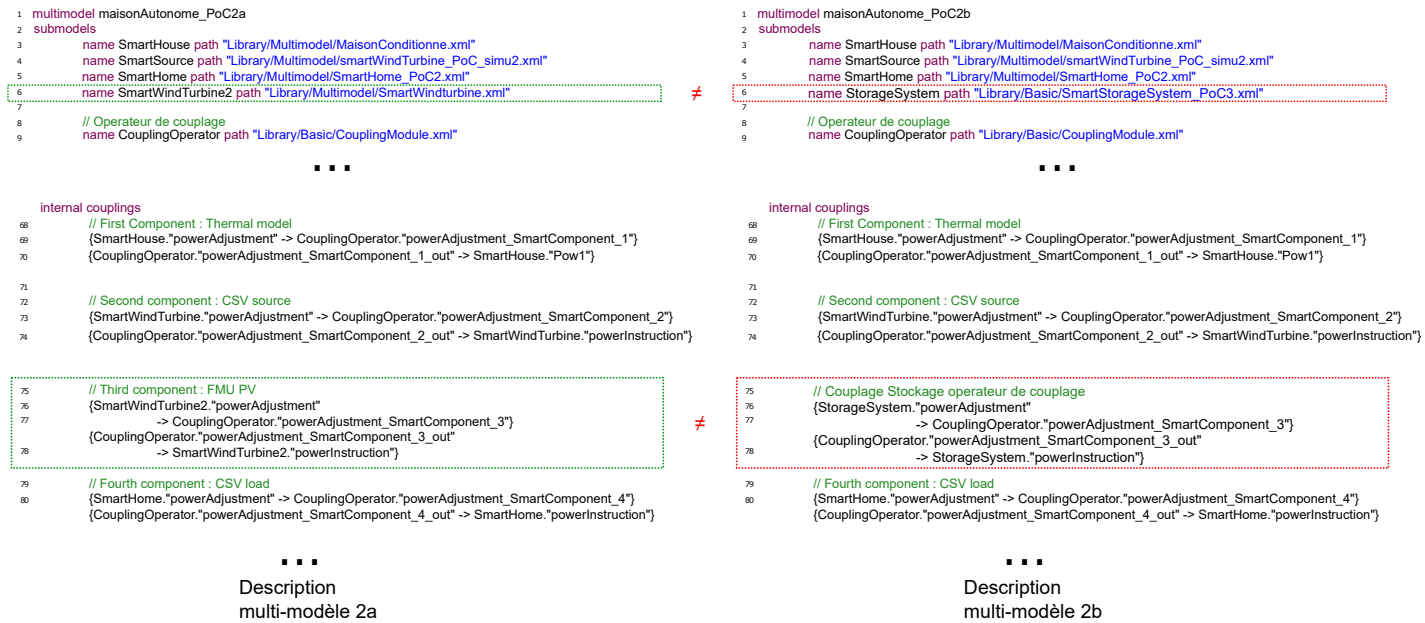 1 multimodel maisonAutonome_PoC2a
2 submodels
3 name SmartHouse path "Library/Multimodel/MaisonConditionne.xml"
4 name SmartSource path "Library/Multimodel/smartWindTurbine_PoC_simu2.xml"
5 name SmartHome path "Library/Multimodel/SmartHome_PoC2.xml"
6 name SmartWindTurbine2 path "Library/Multimodel/SmartWindturbine.xml"
7
8 // Operateur de couplage
9 name CouplingOperator path "Library/Basic/CouplingModule.xml"
...
internal couplings
68 // First Component : Thermal model
69 {SmartHouse."powerAdjustment" -> CouplingOperator."powerAdjustment_SmartComponent_1"}
70 {CouplingOperator."powerAdjustment_SmartComponent_1_out" -> SmartHouse."Pow1"}
71
72 // Second component : CSV source
73 {SmartWindTurbine."powerAdjustment" -> CouplingOperator."powerAdjustment_SmartComponent_2"}
74 {CouplingOperator."powerAdjustment_SmartComponent_2_out" -> SmartWindTurbine."powerInstruction"}
75 // Third component : FMU PV
76 {SmartWindTurbine2."powerAdjustment"
77 -> CouplingOperator."powerAdjustment_SmartComponent_3"}
{CouplingOperator."powerAdjustment_SmartComponent_3_out"
78 -> SmartWindTurbine2."powerInstruction"}
79 // Fourth component : CSV load
80 {SmartHome."powerAdjustment" -> CouplingOperator."powerAdjustment_SmartComponent_4"}
{CouplingOperator."powerAdjustment_SmartComponent_4_out" -> SmartHome."powerInstruction"}
...
Description
multi-modèle 2a
≠
≠
1 multimodel maisonAutonome_PoC2b
2 submodels
3 name SmartHouse path "Library/Multimodel/MaisonConditionne.xml"
4 name SmartSource path "Library/Multimodel/smartWindTurbine_PoC_simu2.xml"
5 name SmartHome path "Library/Multimodel/SmartHome_PoC2.xml"
6 name StorageSystem path "Library/Basic/SmartStorageSystem_PoC3.xml"
7
8 // Operateur de couplage
9 name CouplingOperator path "Library/Basic/CouplingModule.xml"
...
internal couplings
68 // First Component : Thermal model
69 {SmartHouse."powerAdjustment" -> CouplingOperator."powerAdjustment_SmartComponent_1"}
70 {CouplingOperator."powerAdjustment_SmartComponent_1_out" -> SmartHouse."Pow1"}
71
72 // Second component : CSV source
73 {SmartWindTurbine."powerAdjustment" -> CouplingOperator."powerAdjustment_SmartComponent_2"}
74 {CouplingOperator."powerAdjustment_SmartComponent_2_out" -> SmartWindTurbine."powerInstruction"}
75 // Couplage Stockage operateur de couplage
76 {StorageSystem."powerAdjustment"
77 -> CouplingOperator."powerAdjustment_SmartComponent_3"}
{CouplingOperator."powerAdjustment_SmartComponent_3_out"
78 -> StorageSystem."powerInstruction"}
79 // Fourth component : CSV load
80 {SmartHome."powerAdjustment" -> CouplingOperator."powerAdjustment_SmartComponent_4"}
{CouplingOperator."powerAdjustment_SmartComponent_4_out" -> SmartHome."powerInstruction"}
...
Description
multi-modèle 2b